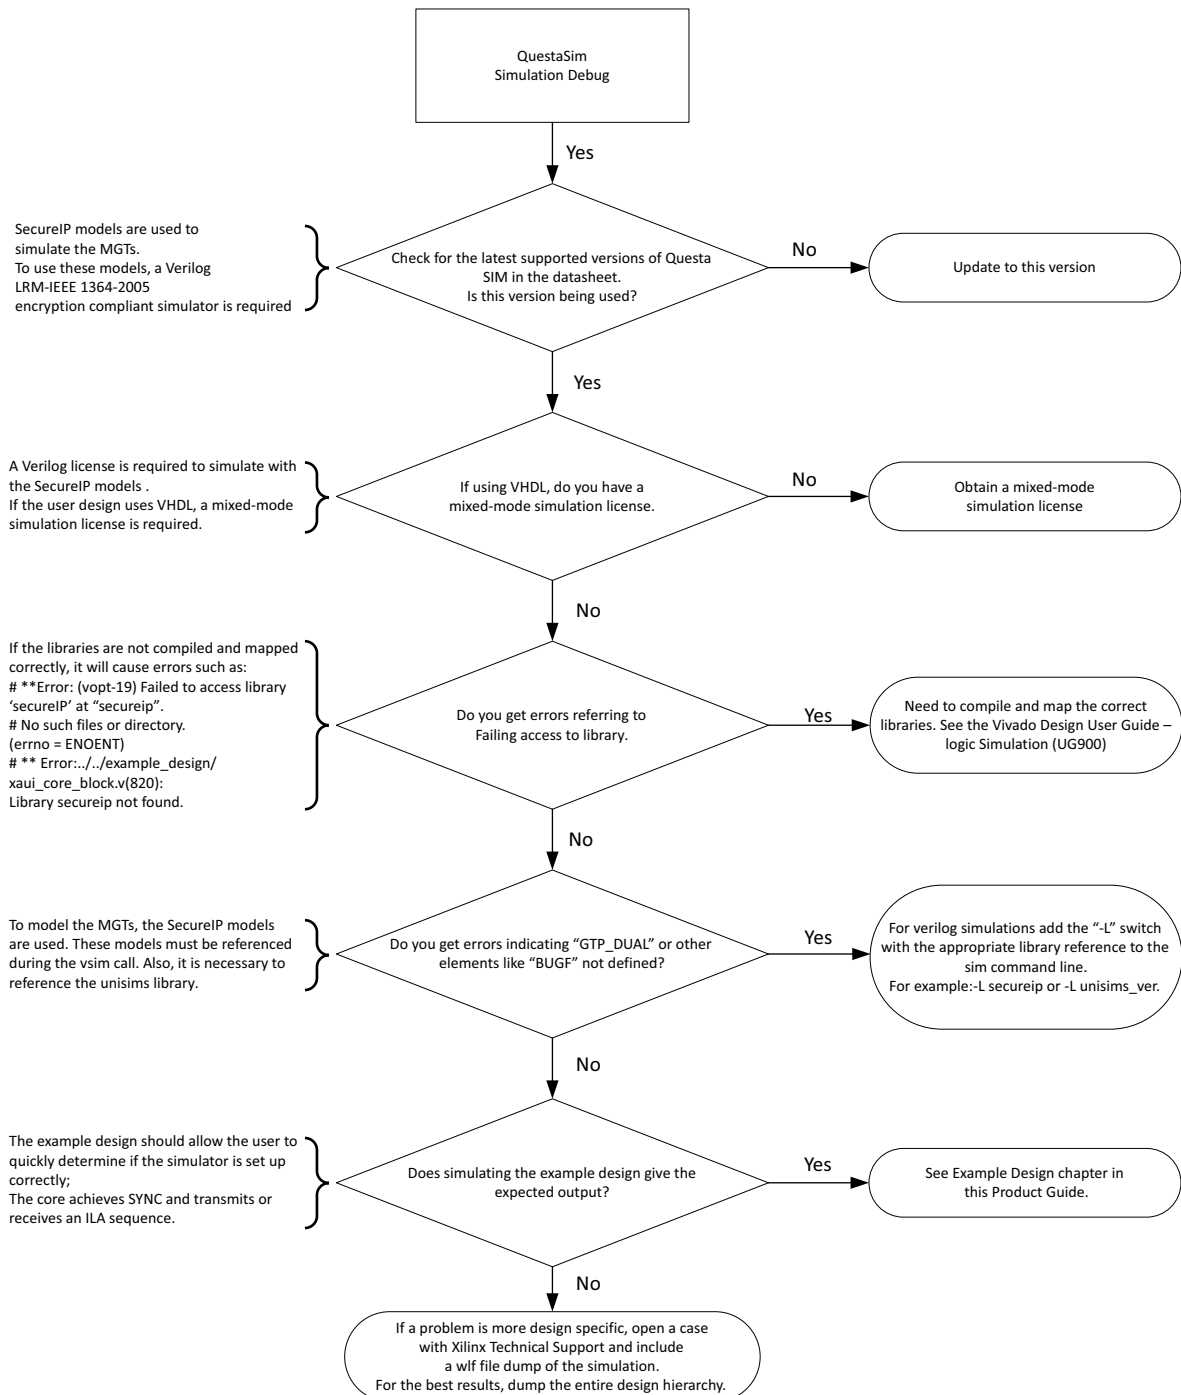 QuestaSim
Simulation Debug
Yes
SecureIP models are used to
simulate the MGTs.
To use these models, a Verilog
LRM-IEEE 1364-2005
encryption compliant simulator is required
Check for the latest supported versions of Questa
SIM in the datasheet.
Is this version being used?
No
Update to this version
Yes
A Verilog license is required to simulate with
the SecureIP models .
If the user design uses VHDL, a mixed-mode
simulation license is required.
If using VHDL, do you have a
mixed-mode simulation license.
No
Obtain a mixed-mode
simulation license
No
If the libraries are not compiled and mapped
correctly, it will cause errors such as:
# **Error: (vopt-19) Failed to access library
‘secureIP’ at “secureip”.
# No such files or directory.
(errno = ENOENT)
# ** Error:../../example_design/
xaui_core_block.v(820):
Library secureip not found.
Do you get errors referring to
Failing access to library.
Yes
Need to compile and map the correct
libraries. See the Vivado Design User Guide –
logic Simulation (UG900)
No
To model the MGTs, the SecureIP models
are used. These models must be referenced
during the vsim call. Also, it is necessary to
reference the unisims library.
Do you get errors indicating “GTP_DUAL” or other
elements like “BUGF” not defined?
Yes
For verilog simulations add the “-L” switch
with the appropriate library reference to the
sim command line.
For example:-L secureip or -L unisims_ver.
No
The example design should allow the user to
quickly determine if the simulator is set up
correctly;
The core achieves SYNC and transmits or
receives an ILA sequence.
Does simulating the example design give the
expected output?
Yes
See Example Design chapter in
this Product Guide.
No
If a problem is more design specific, open a case
with Xilinx Technical Support and include
a wlf file dump of the simulation.
For the best results, dump the entire design hierarchy.